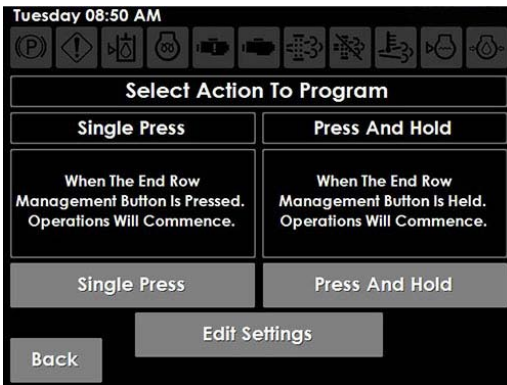 Tuesday 08:50 AM
Select Action To Program
Single Press
Press And Hold
When The End Row
Management Button Is Pressed.
Operations Will Commence.
When The End Row
Management Button Is Held.
Operations Will Commence.
Single Press
Press And Hold
Edit Settings
Back